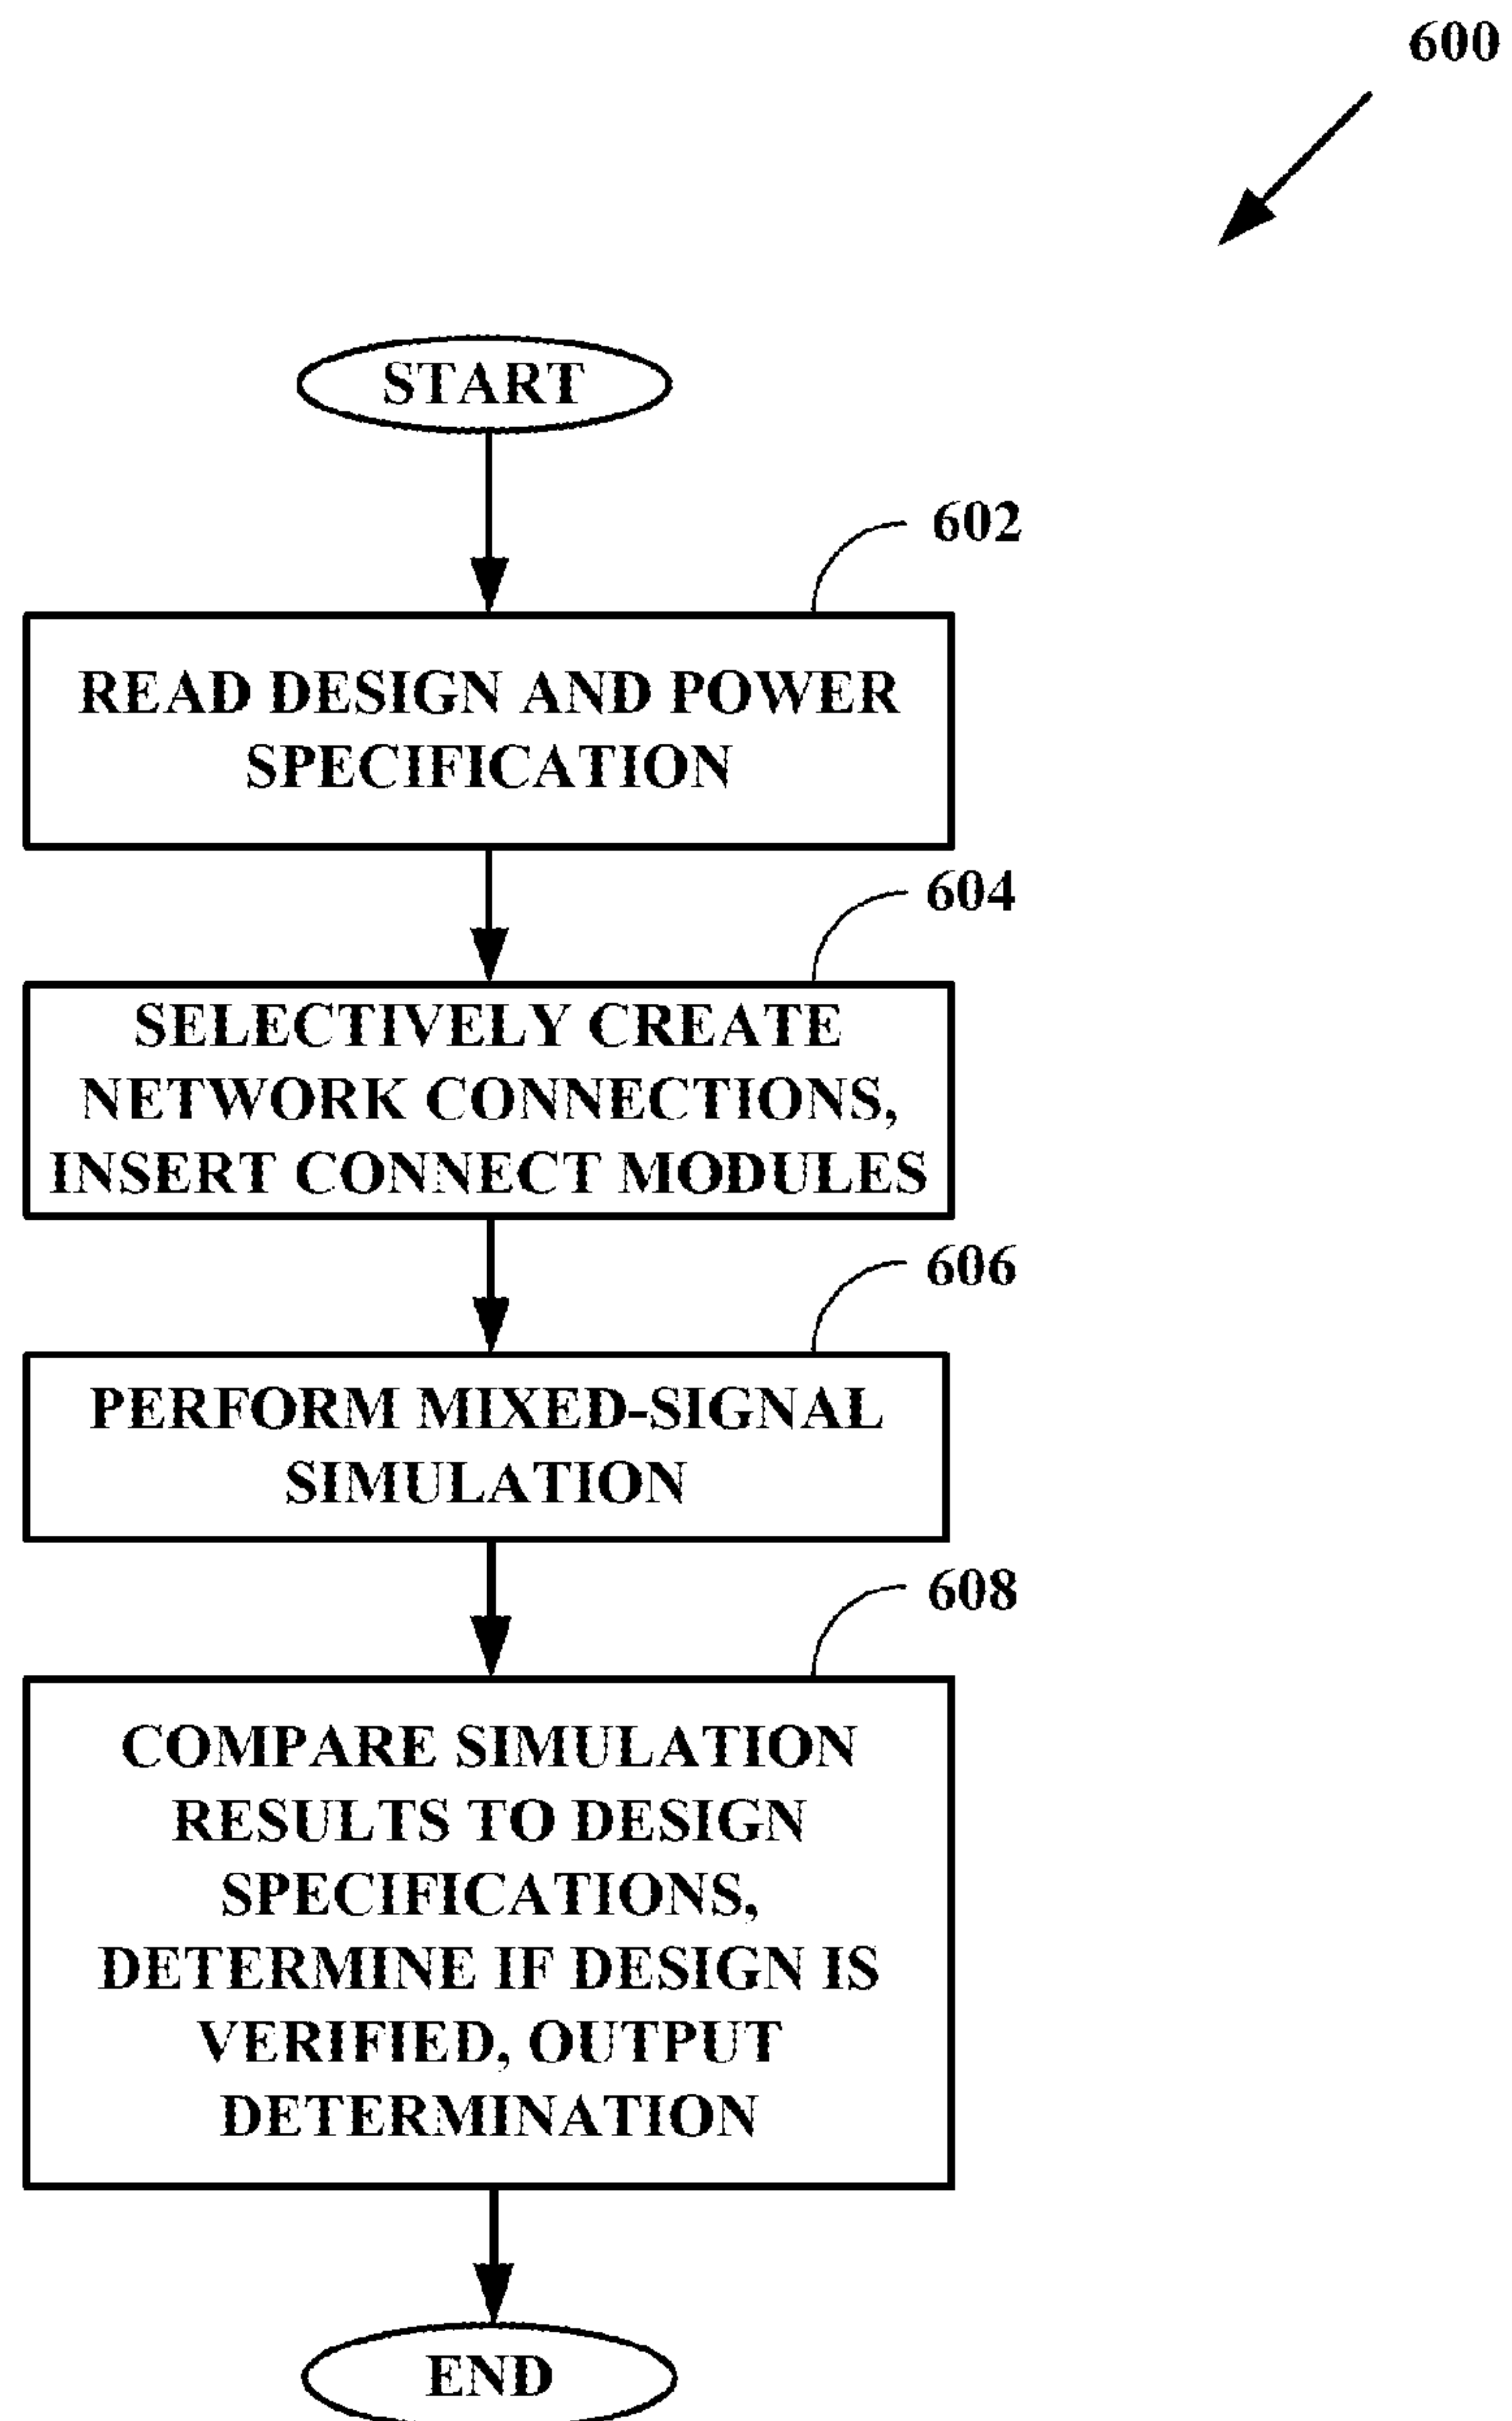 600
START
602
READ DESIGN AND POWER
SPECIFICATION
604
SELECTIVELY CREATE
NETWORK CONNECTIONS,
INSERT CONNECT MODULES
606
PERFORM MIXED-SIGNAL
SIMULATION
608
COMPARE SIMULATION
RESULTS TO DESIGN
SPECIFICATIONS,
DETERMINE IF DESIGN IS
VERIFIED, OUTPUT
DETERMINATION
END